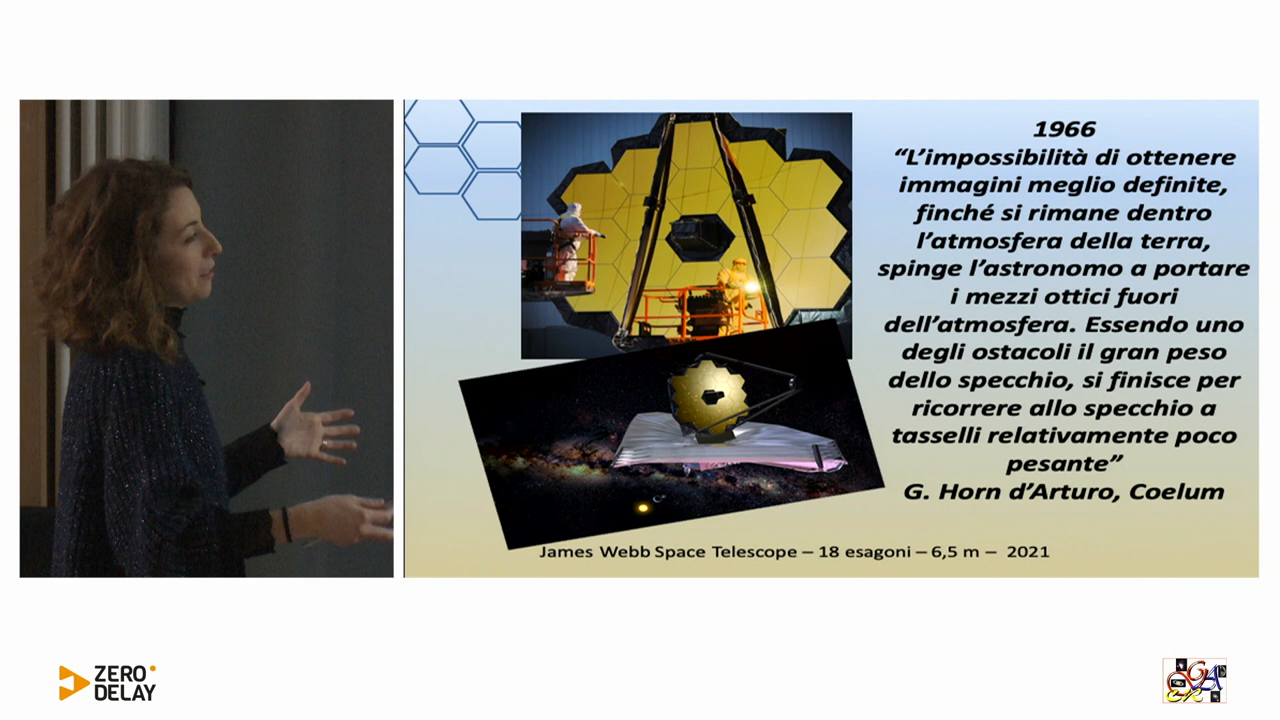 1966
“L’impossibilità di ottenere
immagini meglio definite,
finché si rimane dentro
l’atmosfera della terra,
spinge l’astronomo a portare
i mezzi ottici fuori
dell’atmosfera. Essendo uno
degli ostacoli il gran peso
dello specchio, si finisce per
ricorrere allo specchio a
tasselli relativamente poco
pesante”
G. Horn d’Arturo, Coelum
James Webb Space Telescope – 18 esagoni – 6,5 m – 2021
ZERO
DELAY